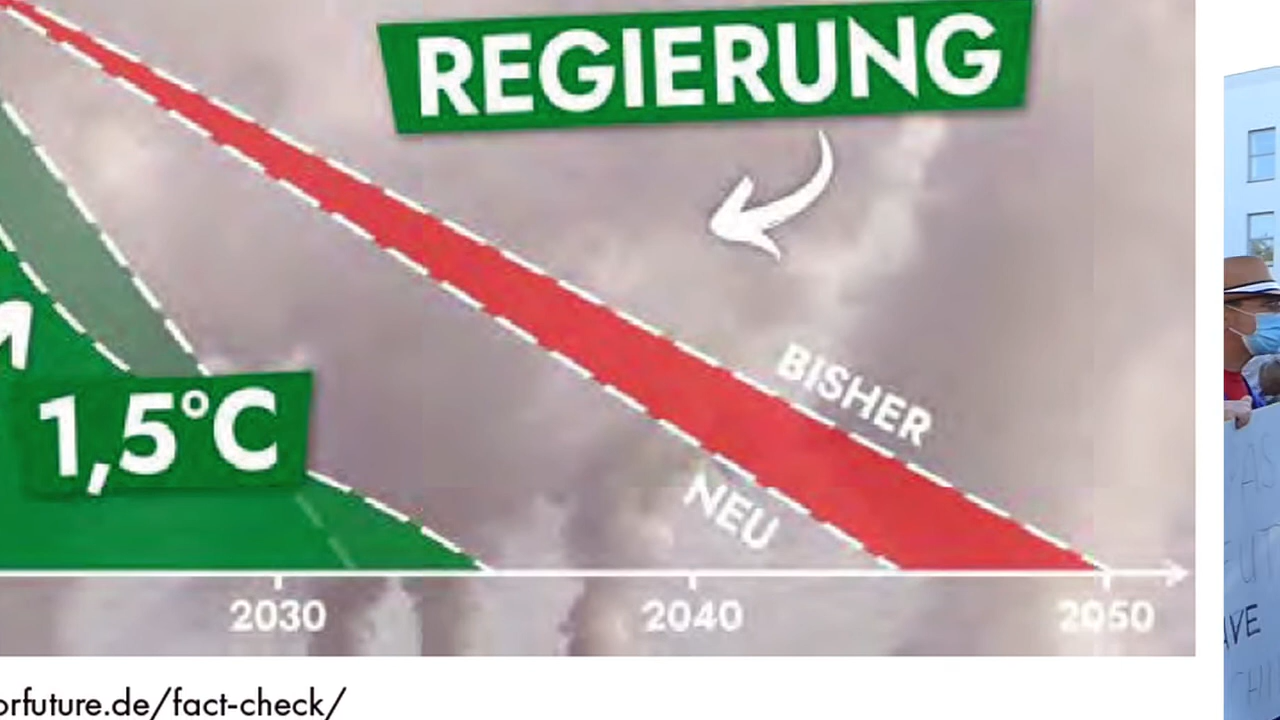 REGIERUNG
BISHER
NEU
1,5°C
2030
2040
2050
orfuture.de/fact-check/